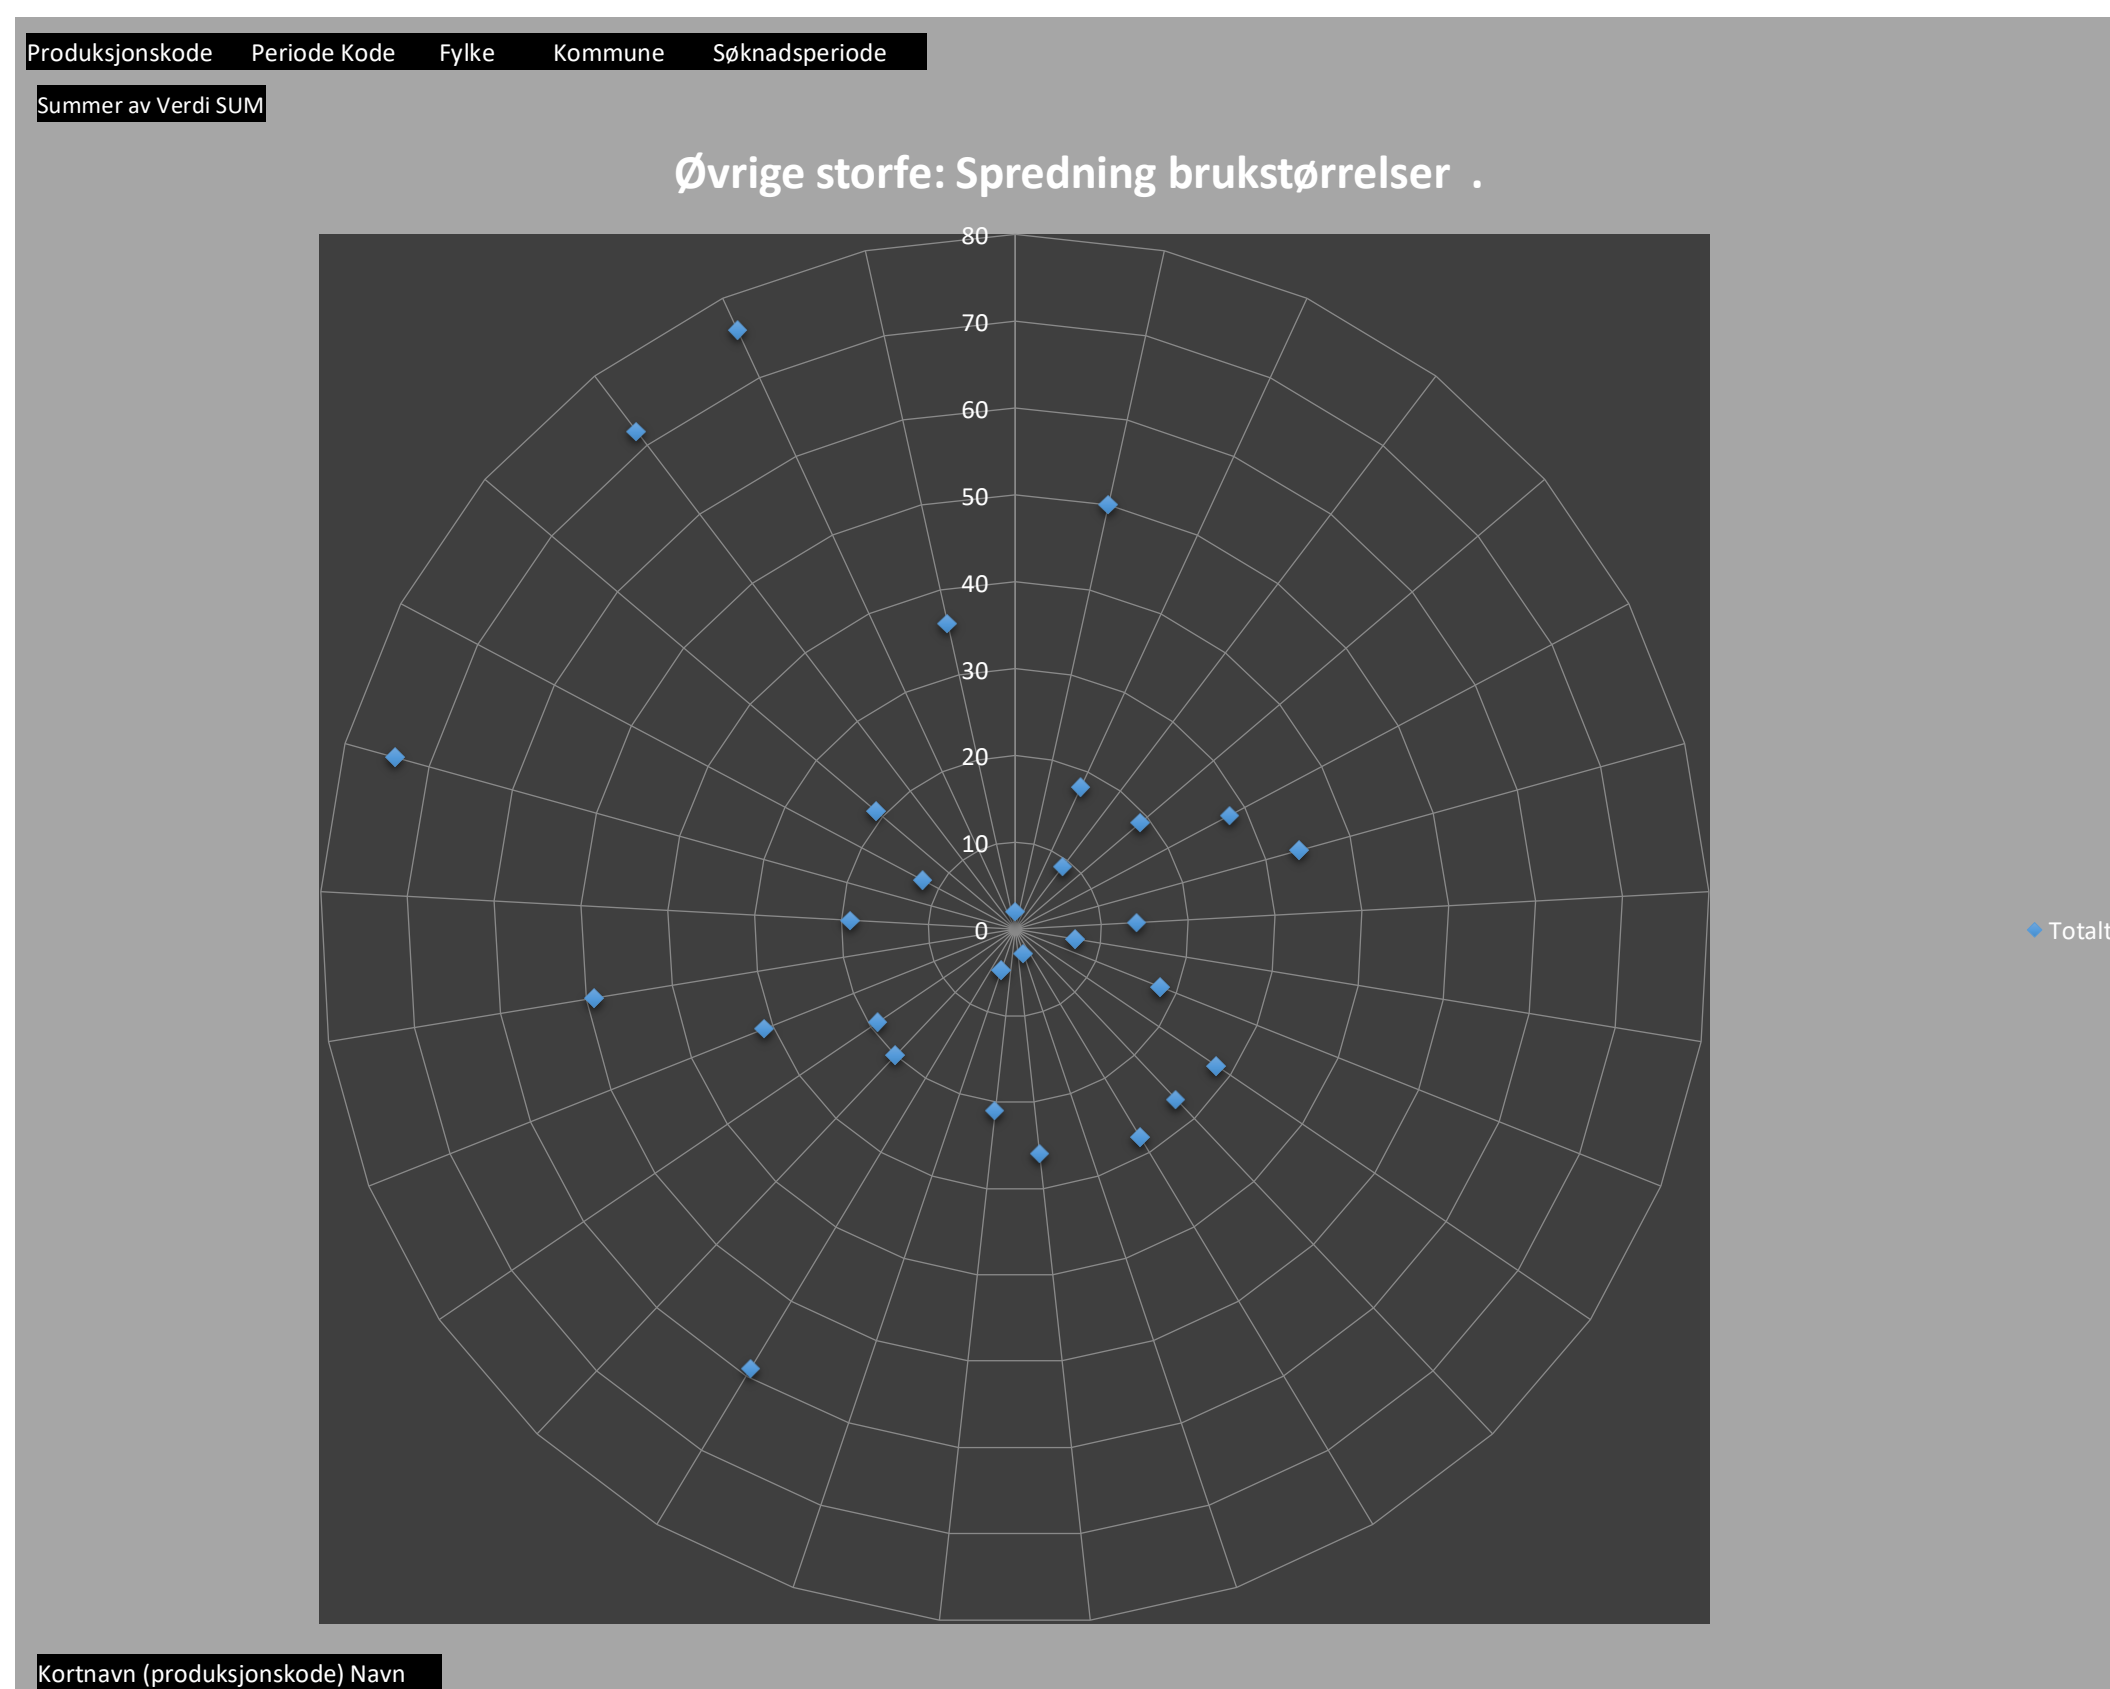 Produksjonskode Periode Kode Fylke Kommune Søknadsperiode
Summer av Verdi SUM
Øvrige storfe: Spredning brukstørrelser .
80
70
60
50
40
30
20
10
0
Totalt
Kortnavn (produksjonskode) Navn